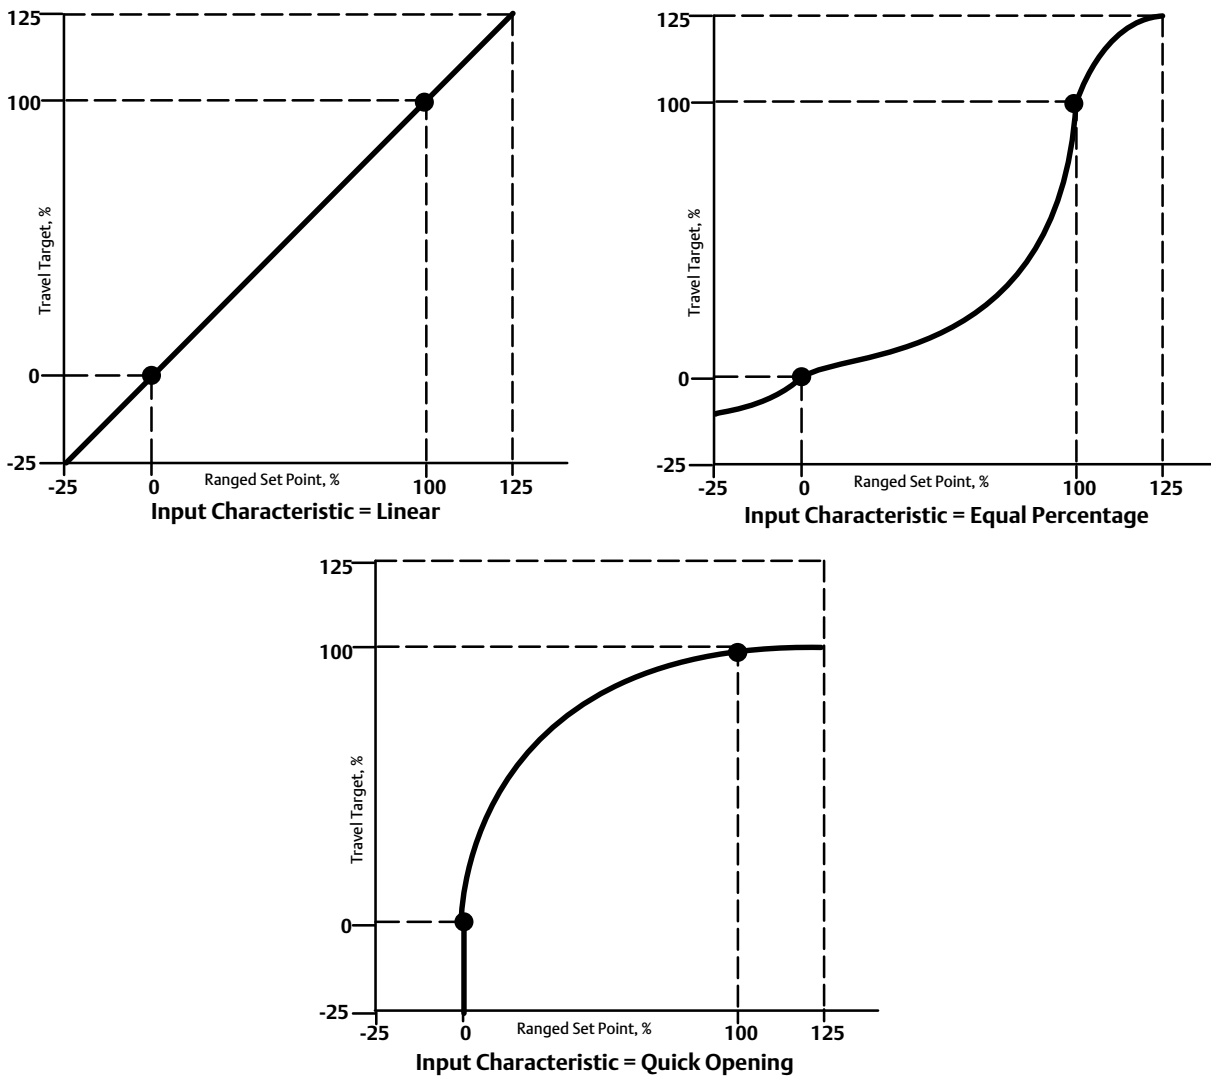 125
100
Travel Target, %
0
-25
-25 0 Ranged Set Point, % 100 125
Input Characteristic = Linear
125
100
Travel Target, %
0
-25
-25 0 Ranged Set Point, % 100 125
Input Characteristic = Equal Percentage
125
100
Travel Target, %
0
-25
-25 0 Ranged Set Point, % 100 125
Input Characteristic = Quick Opening